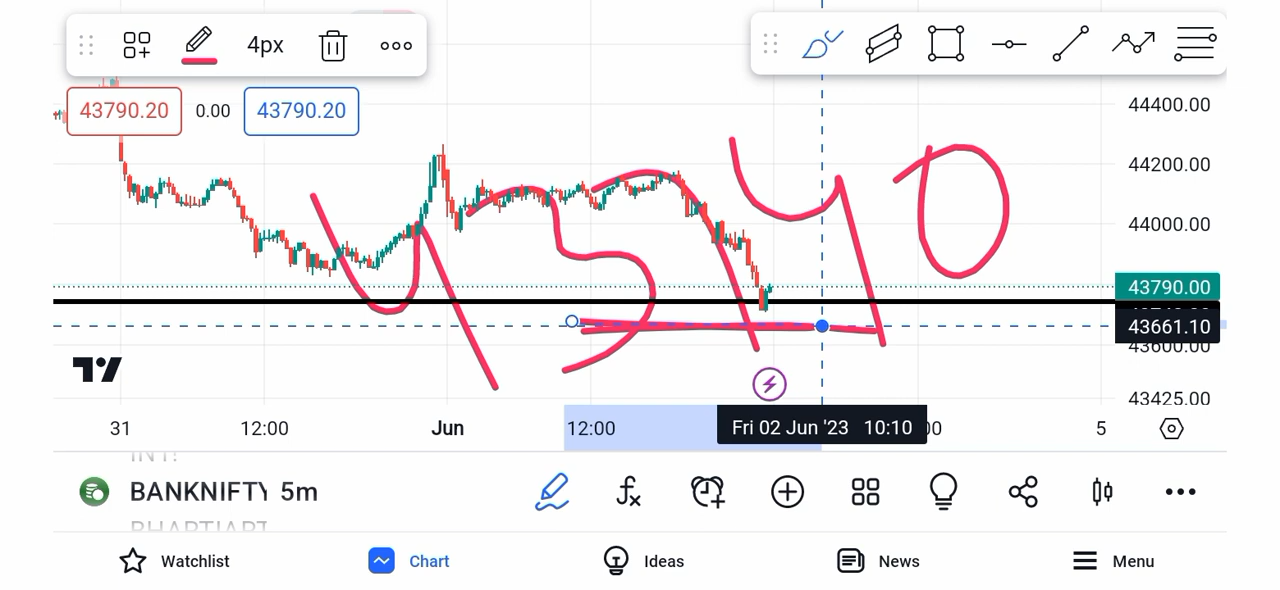 4px
43790.20 0.00 43790.20
44400.00
44200.00
44000.00
43740
43790.00
43661.10
43600.00
43425.00
31 12:00 Jun 12:00 Fri 02 Jun '23 10:10 00 5
BANKNIFTY 5m
Watchlist Chart Ideas News Menu